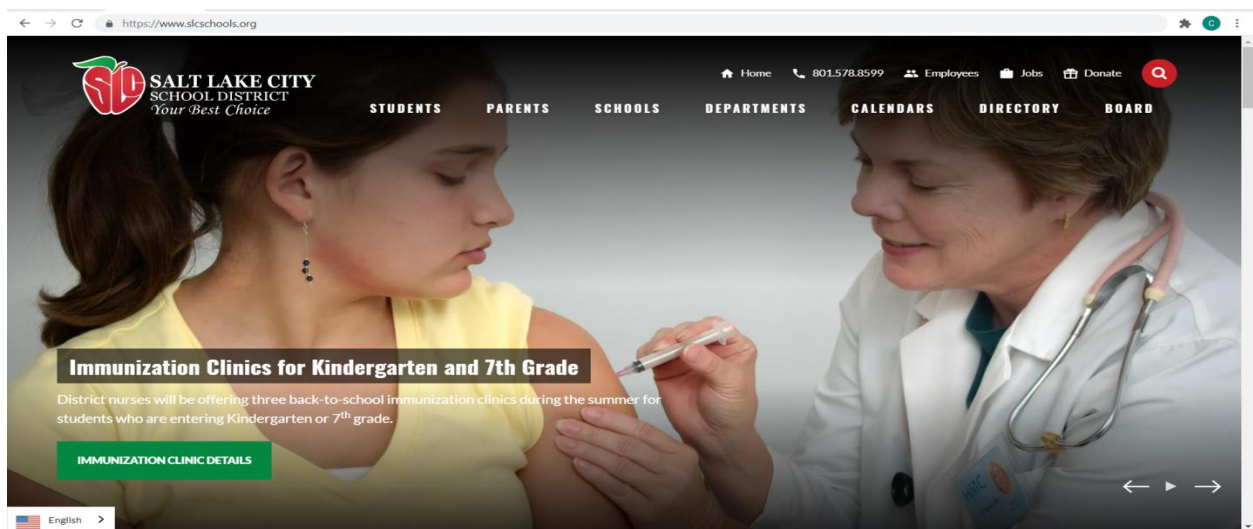 https://www.slcschools.org
C
SLC
SALT LAKE CITY
SCHOOL DISTRICT
Your Best Choice
Home 801.578.8599 Employees Jobs Donate
STUDENTS PARENTS SCHOOLS DEPARTMENTS CALENDARS DIRECTORY BOARD
Immunization Clinics for Kindergarten and 7th Grade
District nurses will be offering three back-to-school immunization clinics during the summer for
students who are entering Kindergarten or 7th grade.
IMMUNIZATION CLINIC DETAILS
English